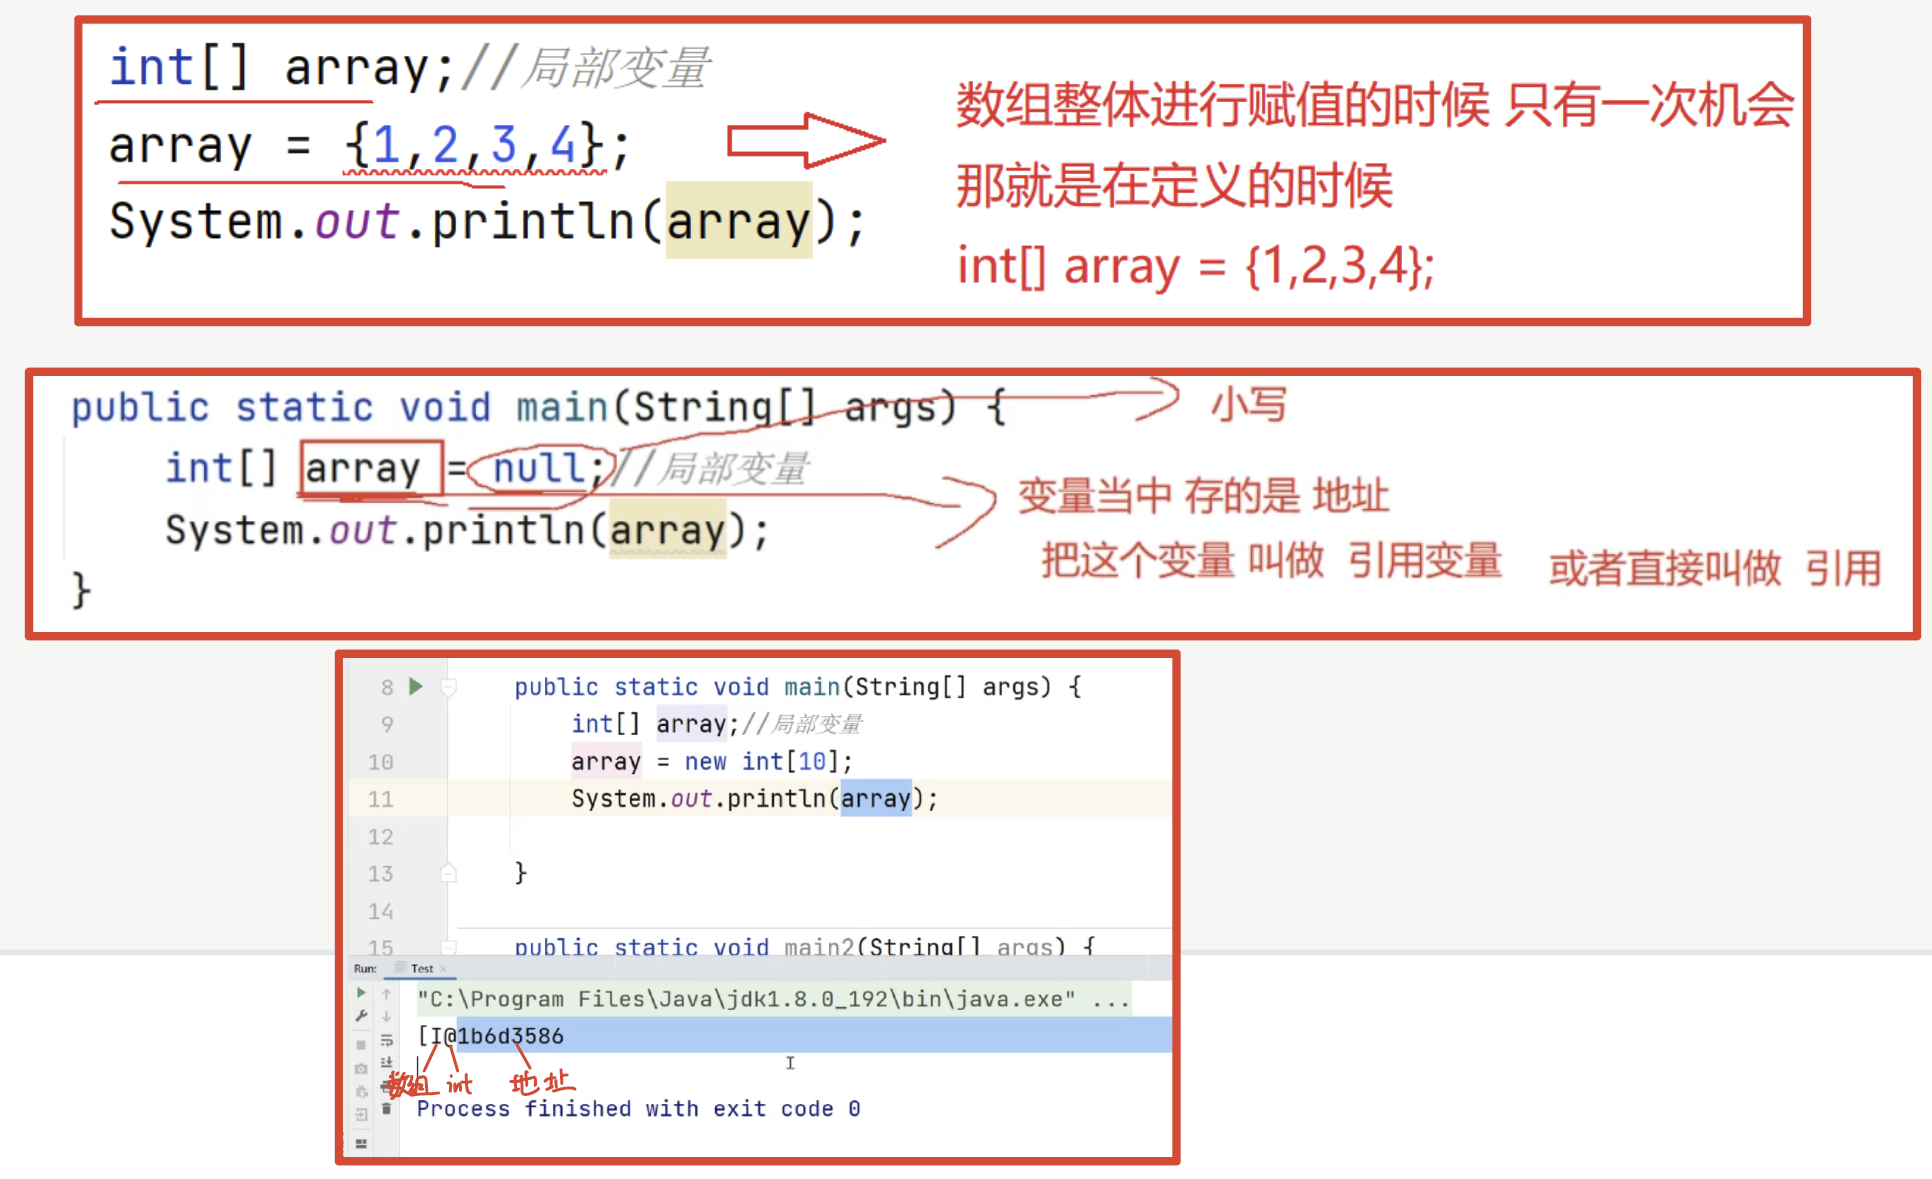 int[] array;//局部变量
array = {1,2,3,4};
System.out.println(array);
数组整体进行赋值的时候 只有一次机会
那就是在定义的时候
int[] array = {1,2,3,4};
public static void main(String[] args) {
小写
int[] array = null;//局部变量
变量当中 存的是 地址
System.out.println(array);
把这个变量 叫做 引用变量 或者直接叫做 引用
}
8 public static void main(String[] args) {
9 int[] array;//局部变量
10 array = new int[10];
11 System.out.println(array);
12
13 }
14
15 public static void main2(String[] args) {
Run: Test
"C:\Program Files\Java\jdk1.8.0_192\bin\java.exe" ...
[I@1b6d3586
数组 int 地址
Process finished with exit code 0